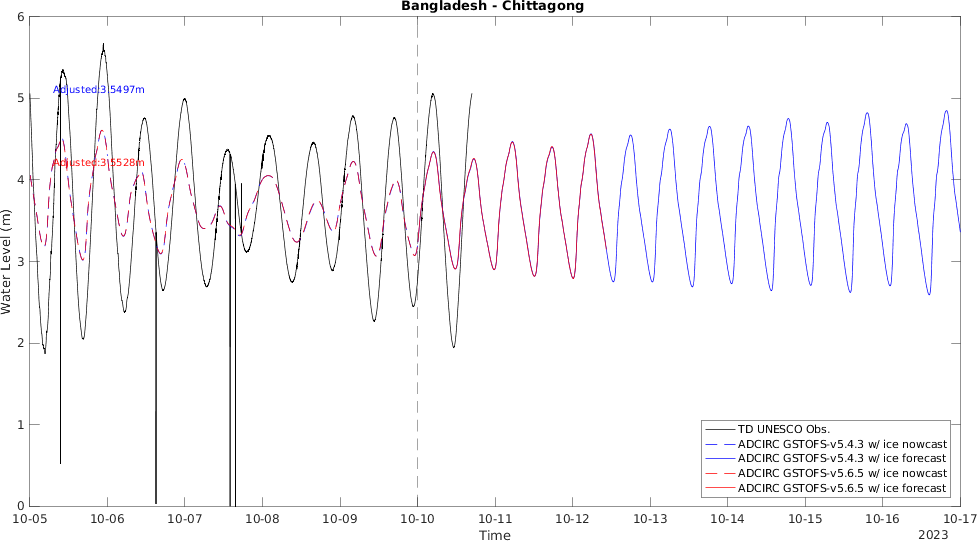 Bangladesh - Chittagong
6
5
4
3
2
1
0
Water Level (m)
Adjusted:3.5497m
Adjusted:3.5528m
TD UNESCO Obs.
ADCIRC GSTOFS-v5.4.3 w/ ice nowcast
ADCIRC GSTOFS-v5.4.3 w/ ice forecast
ADCIRC GSTOFS-v5.6.5 w/ ice nowcast
ADCIRC GSTOFS-v5.6.5 w/ ice forecast
10-05 10-06 10-07 10-08 10-09 10-10 10-11 10-12 10-13 10-14 10-15 10-16 10-17
Time
2023